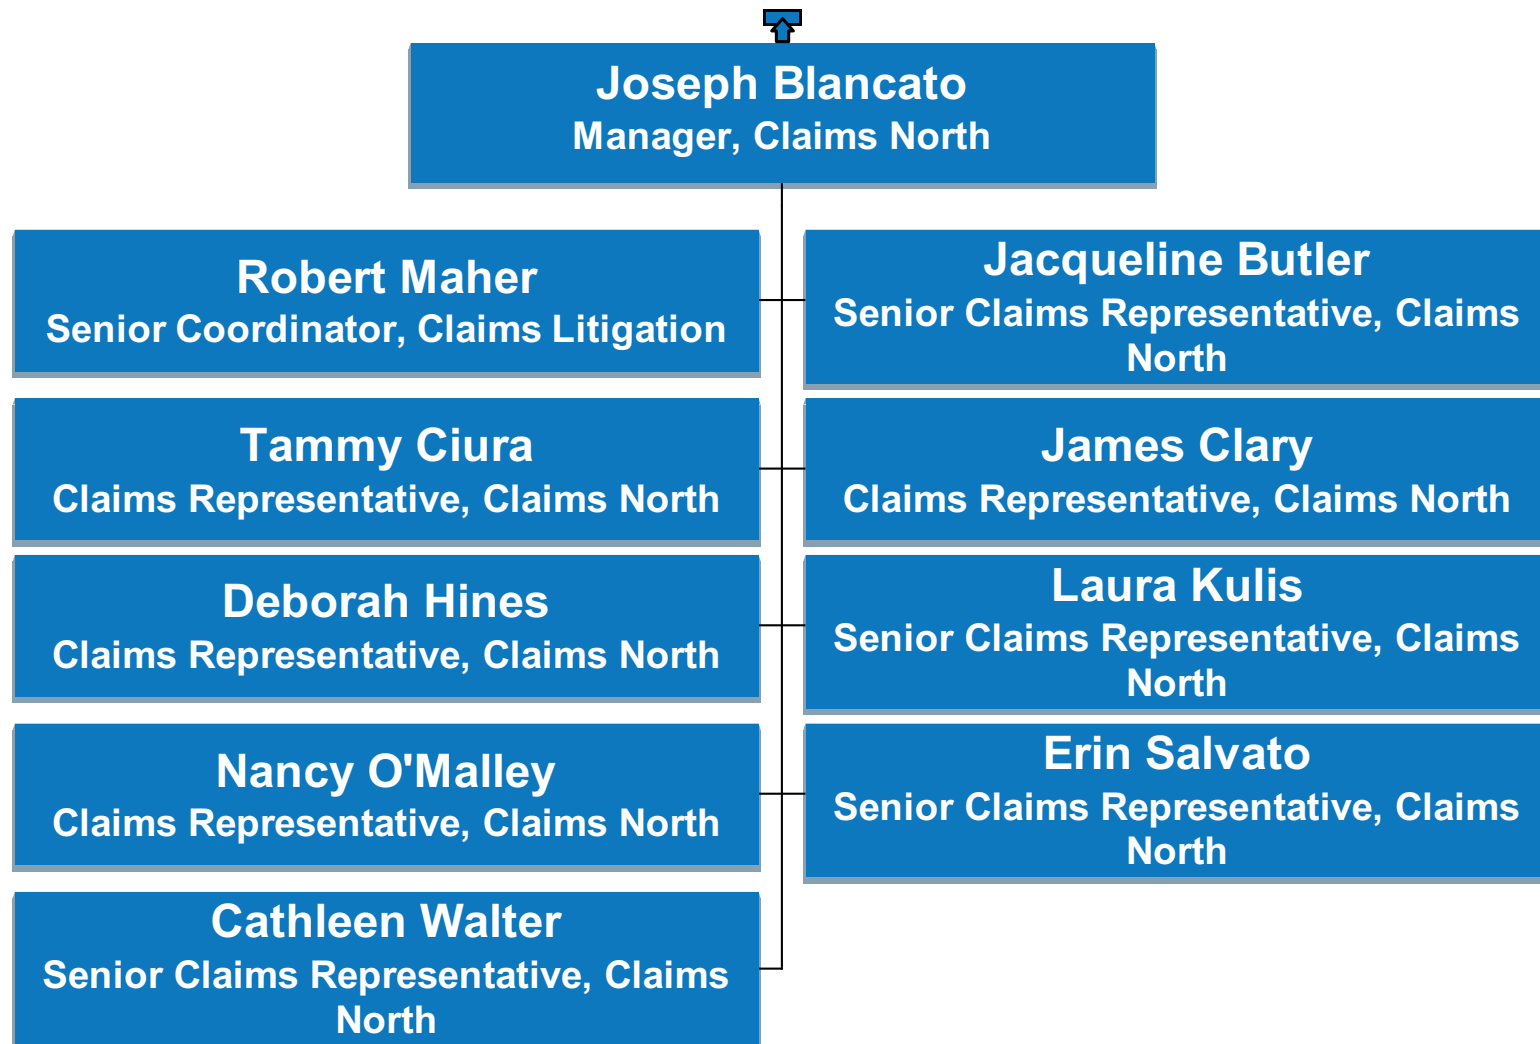 Joseph Blancato
Manager, Claims North
Robert Maher
Senior Coordinator, Claims Litigation
Jacqueline Butler
Senior Claims Representative, Claims
North
Tammy Ciura
Claims Representative, Claims North
James Clary
Claims Representative, Claims North
Deborah Hines
Claims Representative, Claims North
Laura Kulis
Senior Claims Representative, Claims
North
Nancy O'Malley
Claims Representative, Claims North
Erin Salvato
Senior Claims Representative, Claims
North
Cathleen Walter
Senior Claims Representative, Claims
North